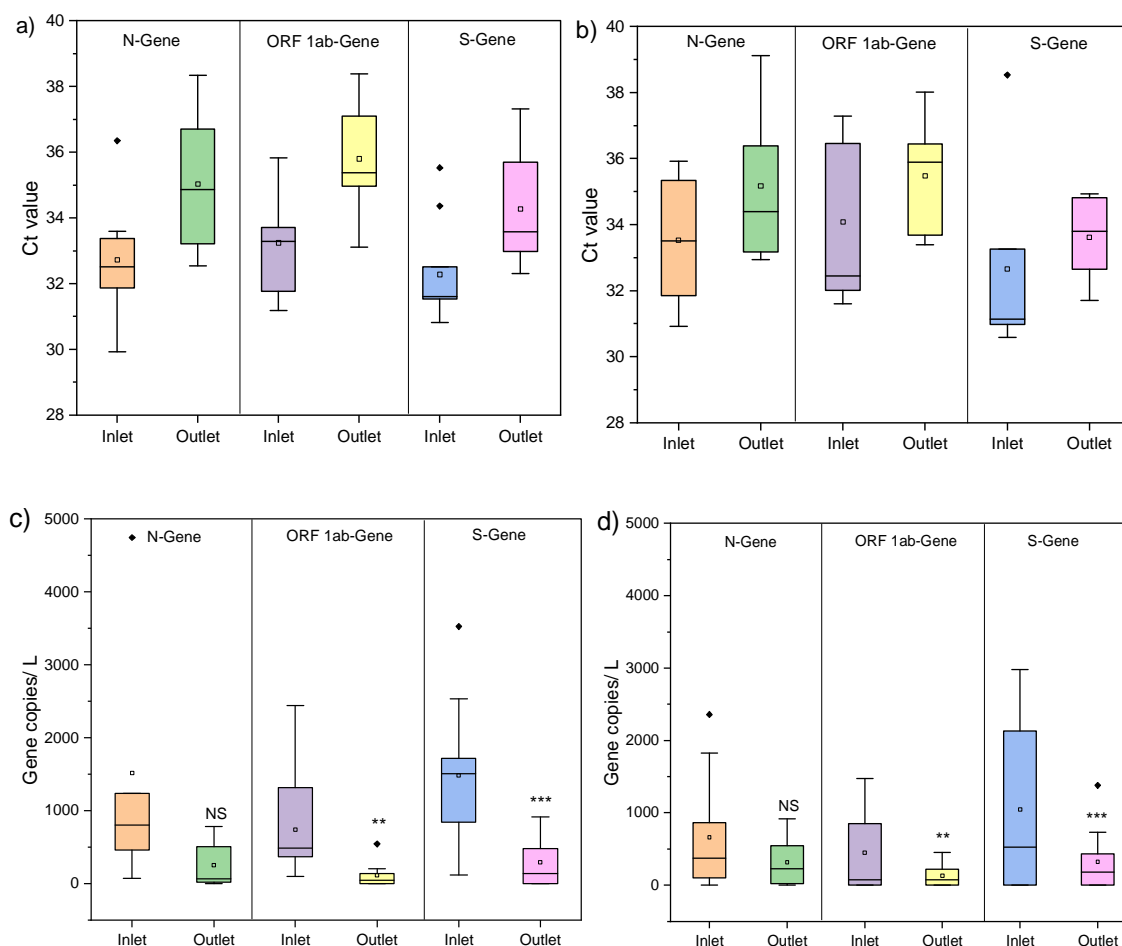 a)
N-Gene ORF 1ab-Gene S-Gene
40
38
36
34
32
30
28
Ct value
Inlet Outlet Inlet Outlet Inlet Outlet
b)
N-Gene ORF 1ab-Gene S-Gene
40
38
36
34
32
30
28
Ct value
Inlet Outlet Inlet Outlet Inlet Outlet
c)
N-Gene ORF 1ab-Gene S-Gene
5000
4000
3000
2000
1000
0
Gene copies/ L
NS ** ***
Inlet Outlet Inlet Outlet Inlet Outlet
d)
N-Gene ORF 1ab-Gene S-Gene
5000
4000
3000
2000
1000
0
Gene copies/ L
NS ** ***
Inlet Outlet Inlet Outlet Inlet Outlet